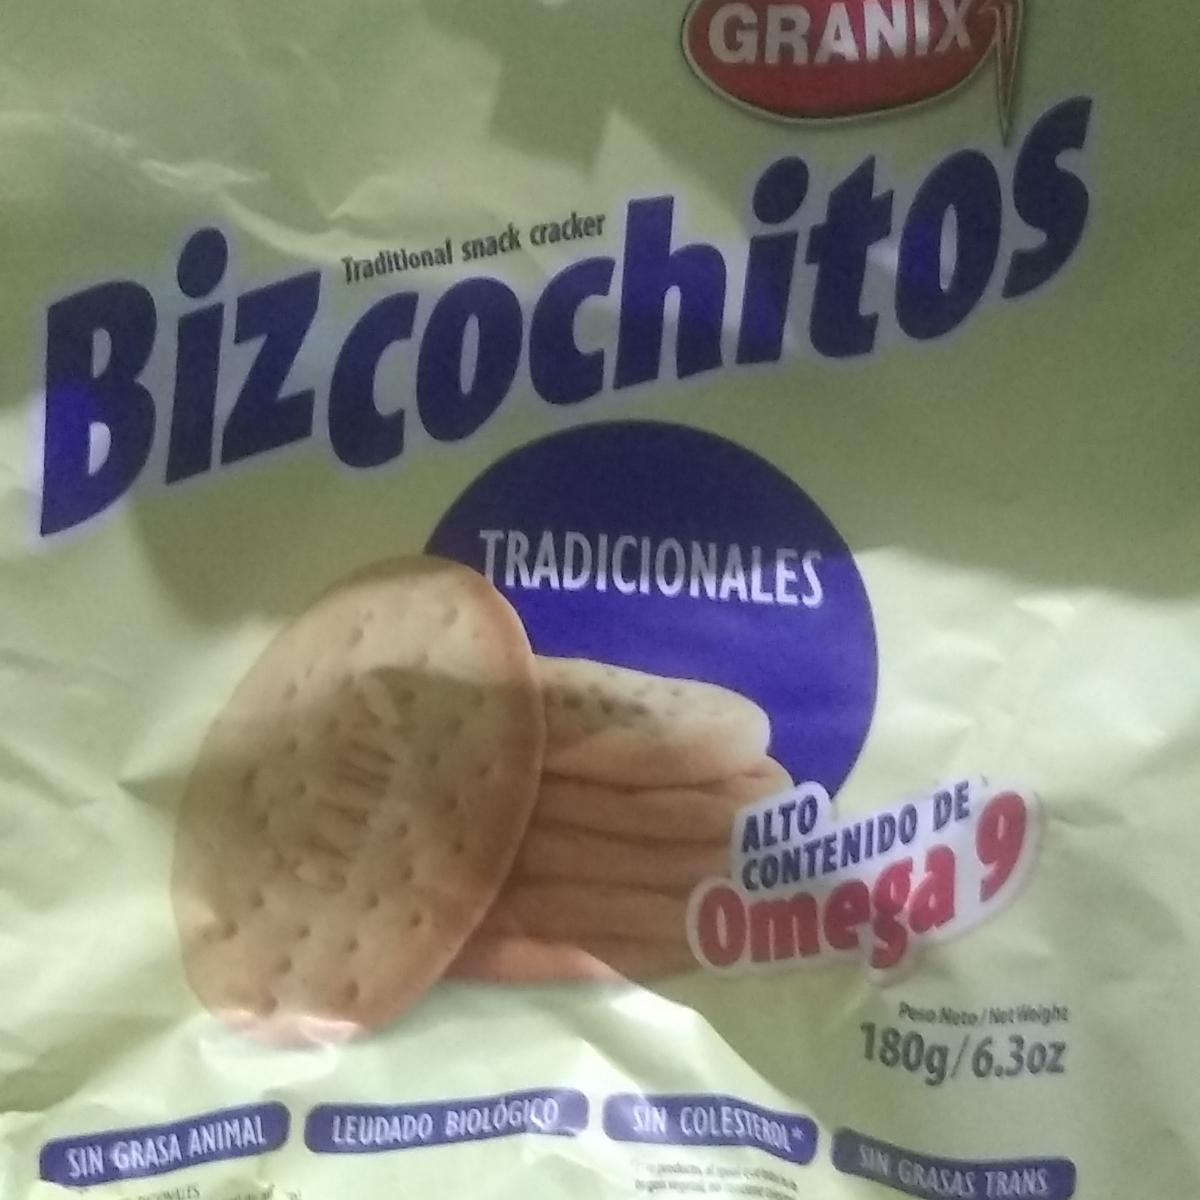 GRANIX
Traditional snack cracker
Bizcochitos
TRADICIONALES
GRANIX
ALTO
CONTENIDO DE
Omega 9
Peso Neto / Net Weight
180g/6.3oz
SIN GRASA ANIMAL
LEUDADO BIOLÓGICO
SIN COLESTEROL*
SIN GRASAS TRANS